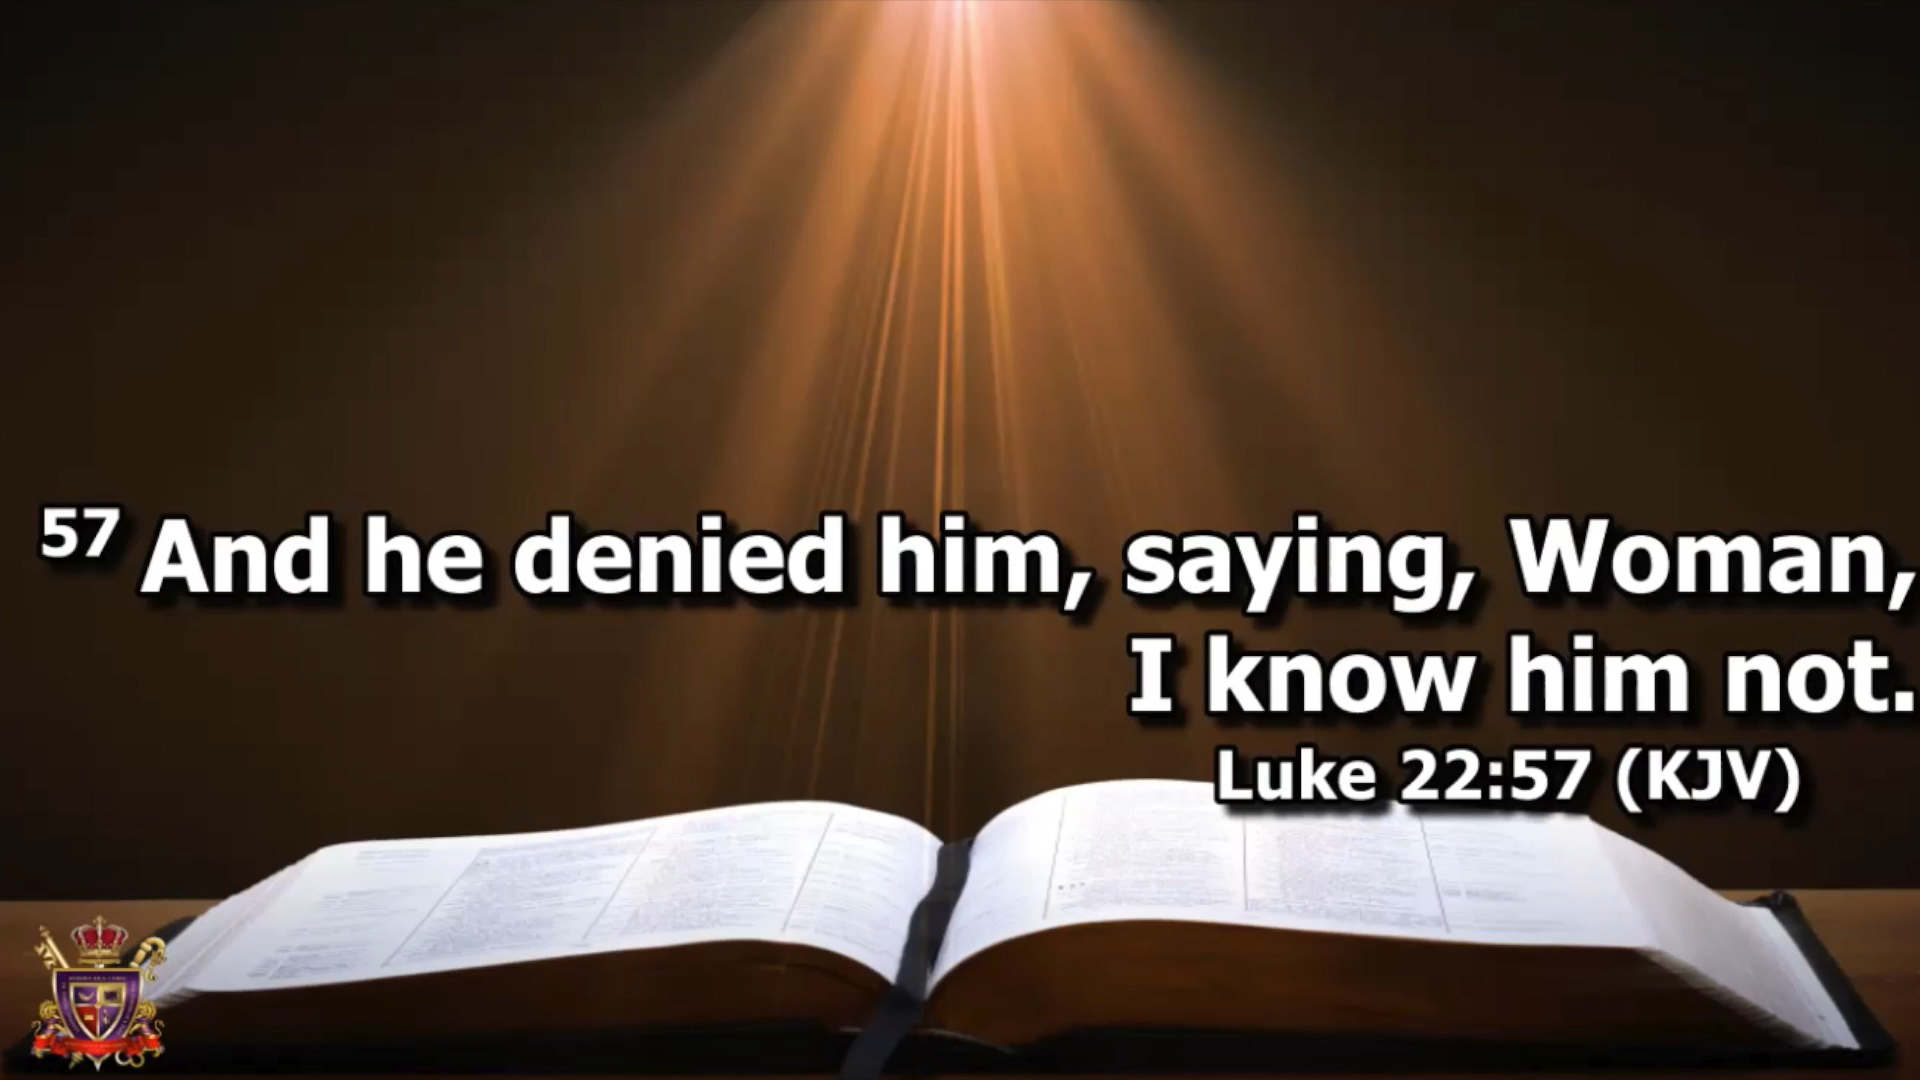 57 And he denied him, saying, Woman,
I know him not.
Luke 22:57 (KJV)